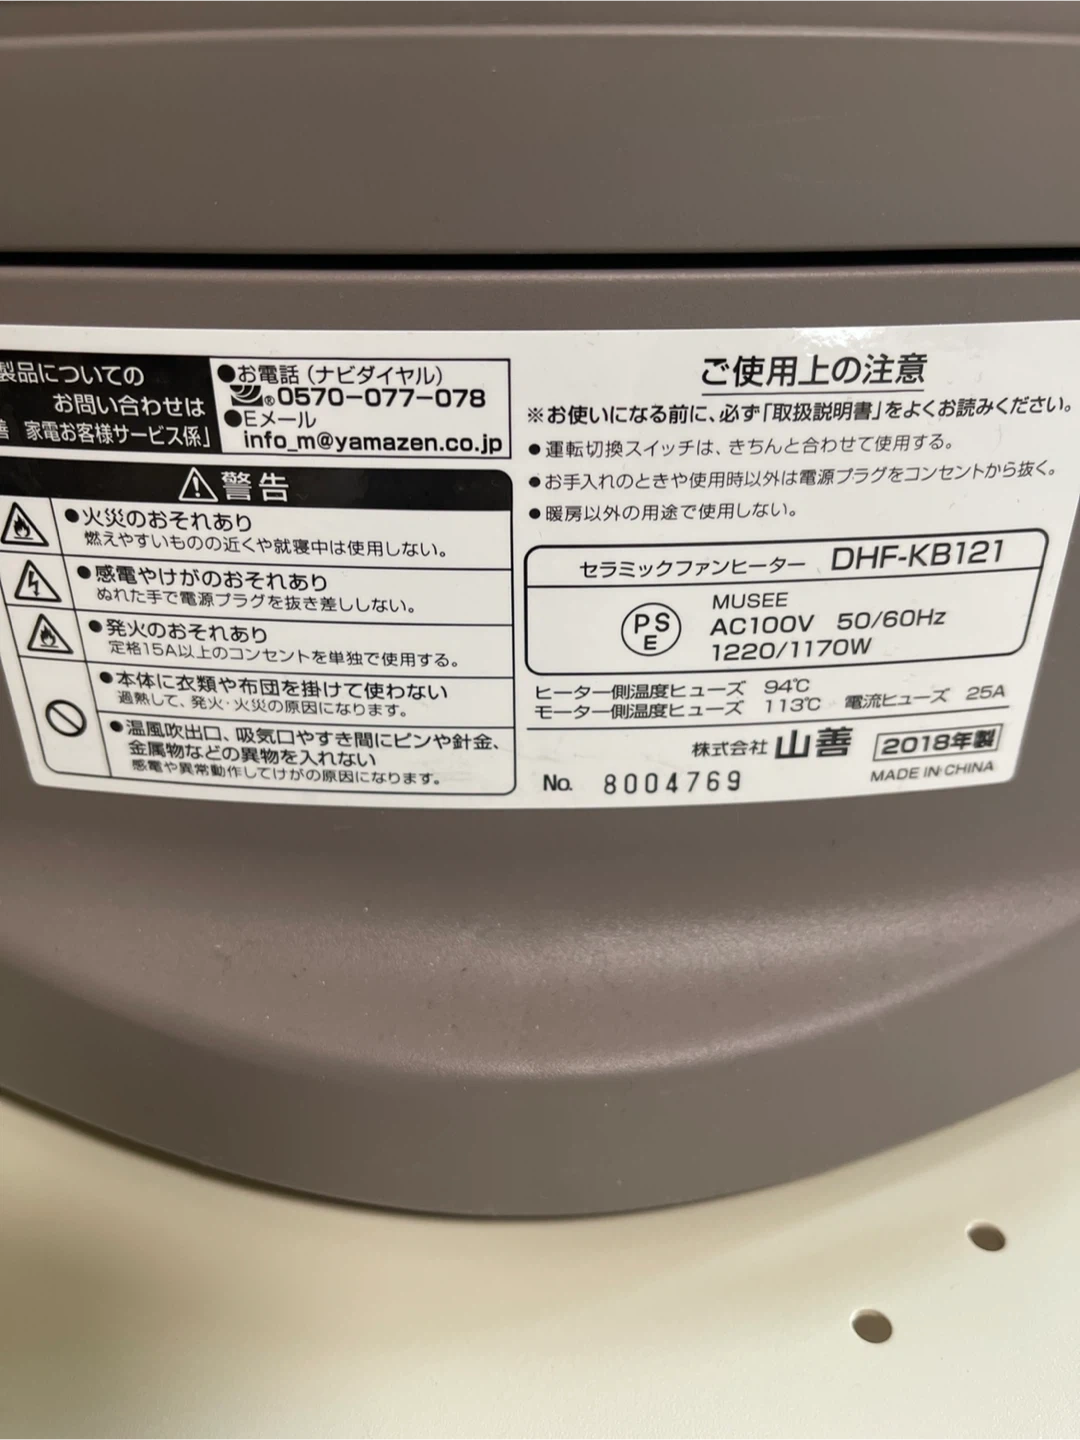 製品についての
お問い合わせは
善 家電お客様サービス係」
●お電話(ナビダイヤル)
®0570-077-078
●Eメール
info_m@yamazen.co.jp
警告
●火災のおそれあり
燃えやすいものの近くや就寝中は使用しない。
●感電やけがのおそれあり
ぬれた手で電源プラグを抜き差ししない。
●発火のおそれあり
定格15A以上のコンセントを単独で使用する。
●本体に衣類や布団を掛けて使わない
過熱して、発火・火災の原因になります。
●温風吹出口、吸気口やすき間にピンや針金、
金属物などの異物を入れない
感電や異常動作してけがの原因になります。
ご使用上の注意
※お使いになる前に、必ず「取扱説明書」をよくお読みください。
●運転切換スイッチは、きちんと合わせて使用する。
●お手入れのときや使用時以外は電源プラグをコンセントから抜く。
●暖房以外の用途で使用しない。
セラミックファンヒーター DHF-KB121
PS
E
MUSEE
AC100V 50/60Hz
1220/1170W
ヒーター側温度ヒューズ 94℃
モーター側温度ヒューズ 113℃ 電流ヒューズ 25A
株式会社 山善 2018年製
No. 8004769 MADE IN CHINA